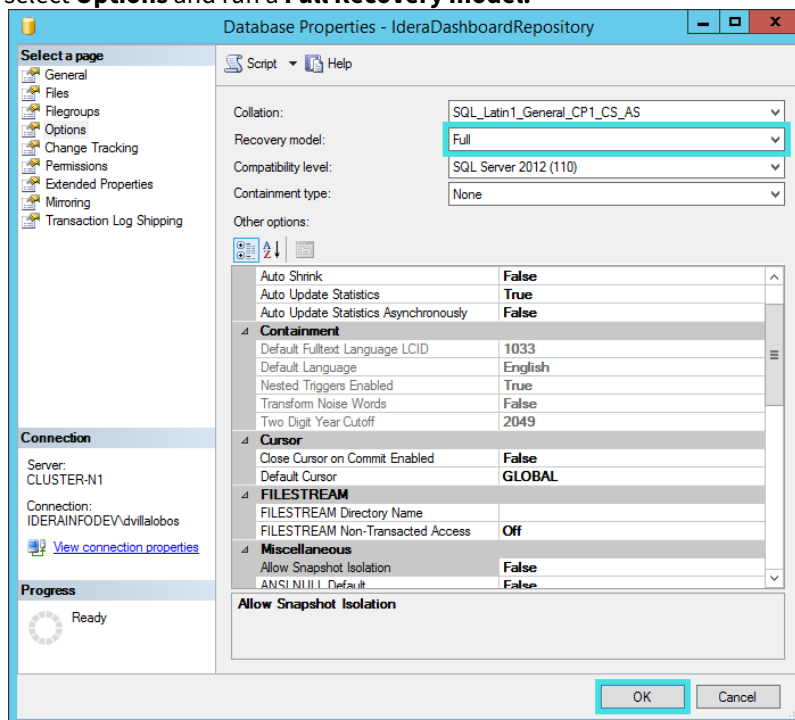 select Options and run a Full Recovery model.
Database Properties - IderaDashboardRepository
Select a page
General
Files
Filegroups
Options
Change Tracking
Permissions
Extended Properties
Mirroring
Transaction Log Shipping
Script Help
Collation: SQL_Latin1_General_CP1_CS_AS
Recovery model: Full
Compatibility level: SQL Server 2012 (110)
Containment type: None
Other options:
Auto Shrink False
Auto Update Statistics True
Auto Update Statistics Asynchronously False
Containment
Default Fulltext Language LCID 1033
Default Language English
Nested Triggers Enabled True
Transform Noise Words False
Two Digit Year Cutoff 2049
Cursor
Close Cursor on Commit Enabled False
Default Cursor GLOBAL
FILESTREAM
FILESTREAM Directory Name
FILESTREAM Non-Transacted Access Off
Miscellaneous
Allow Snapshot Isolation False
ANSI NULL Default False
Allow Snapshot Isolation
Connection
Server:
CLUSTER-N1
Connection:
IDERAINFODEV\dvillalobos
View connection properties
Progress
Ready
OK Cancel